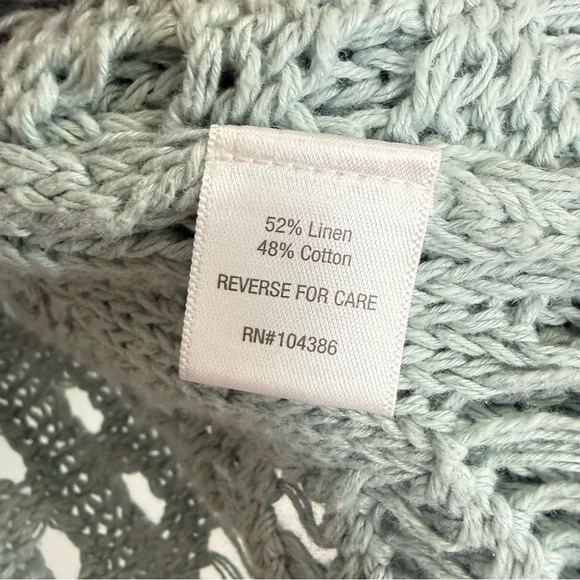 52% Linen
48% Cotton
REVERSE FOR CARE
RN#104386